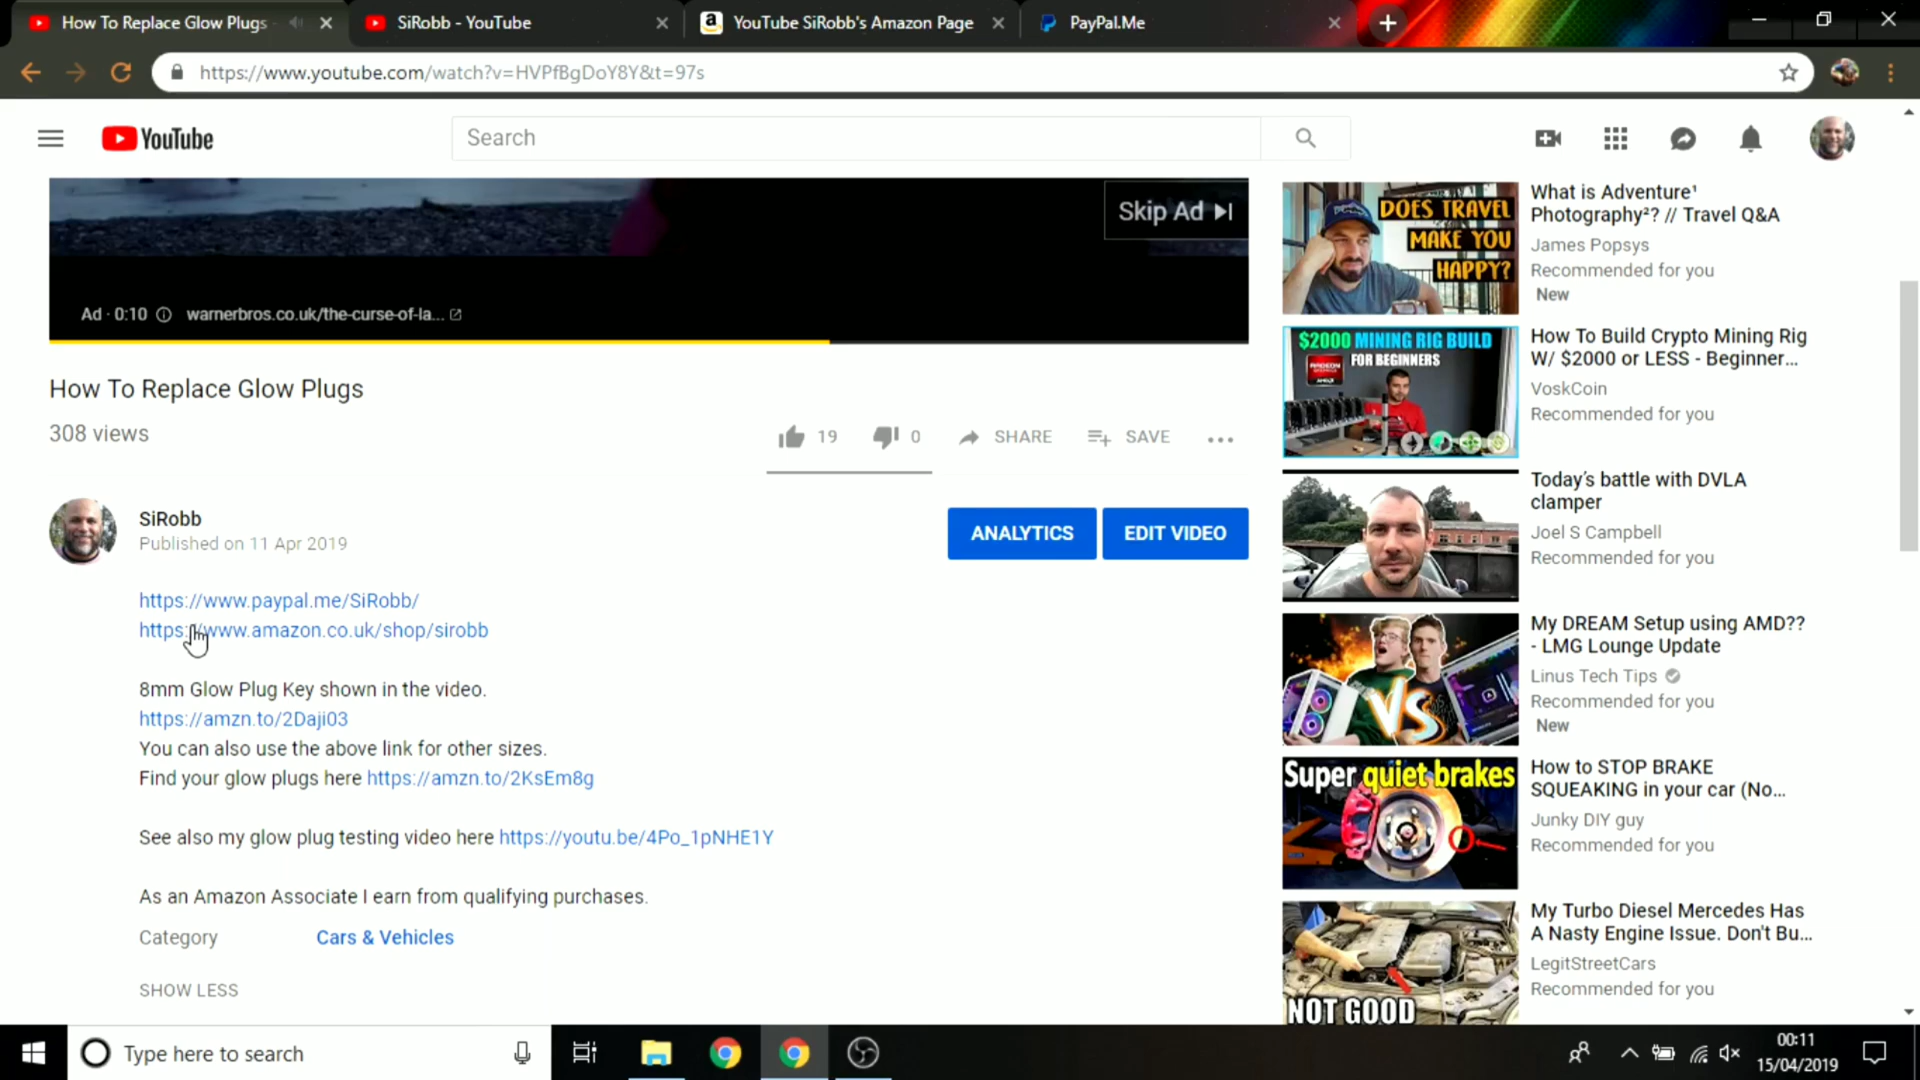 How To Replace Glow Plugs
SiRobb - YouTube
YouTube SiRobb's Amazon Page
PayPal.Me
https://www.youtube.com/watch?v=HVPfBgDoY8Y&t=97s
YouTube
Search
Skip Ad
Ad · 0:10
warnerbros.co.uk/the-curse-of-la...
How To Replace Glow Plugs
308 views
19
0
SHARE
SAVE
SiRobb
Published on 11 Apr 2019
ANALYTICS
EDIT VIDEO
https://www.paypal.me/SiRobb/
https://www.amazon.co.uk/shop/sirobb
8mm Glow Plug Key shown in the video.
https://amzn.to/2Daji03
You can also use the above link for other sizes.
Find your glow plugs here https://amzn.to/2KsEm8g
See also my glow plug testing video here https://youtu.be/4Po_1pNHE1Y
As an Amazon Associate I earn from qualifying purchases.
Category
Cars & Vehicles
SHOW LESS
DOES TRAVEL
MAKE YOU
HAPPY?
What is Adventure¹
Photography²? // Travel Q&A
James Popsys
Recommended for you
New
$2000 MINING RIG BUILD
FOR BEGINNERS
RADEON
How To Build Crypto Mining Rig
W/ $2000 or LESS - Beginner...
VoskCoin
Recommended for you
Today's battle with DVLA
clamper
Joel S Campbell
Recommended for you
VS
My DREAM Setup using AMD??
- LMG Lounge Update
Linus Tech Tips
Recommended for you
New
Super quiet brakes
How to STOP BRAKE
SQUEAKING in your car (No...
Junky DIY guy
Recommended for you
NOT GOOD
My Turbo Diesel Mercedes Has
A Nasty Engine Issue. Don't Bu...
LegitStreetCars
Recommended for you
Type here to search
00:11
15/04/2019